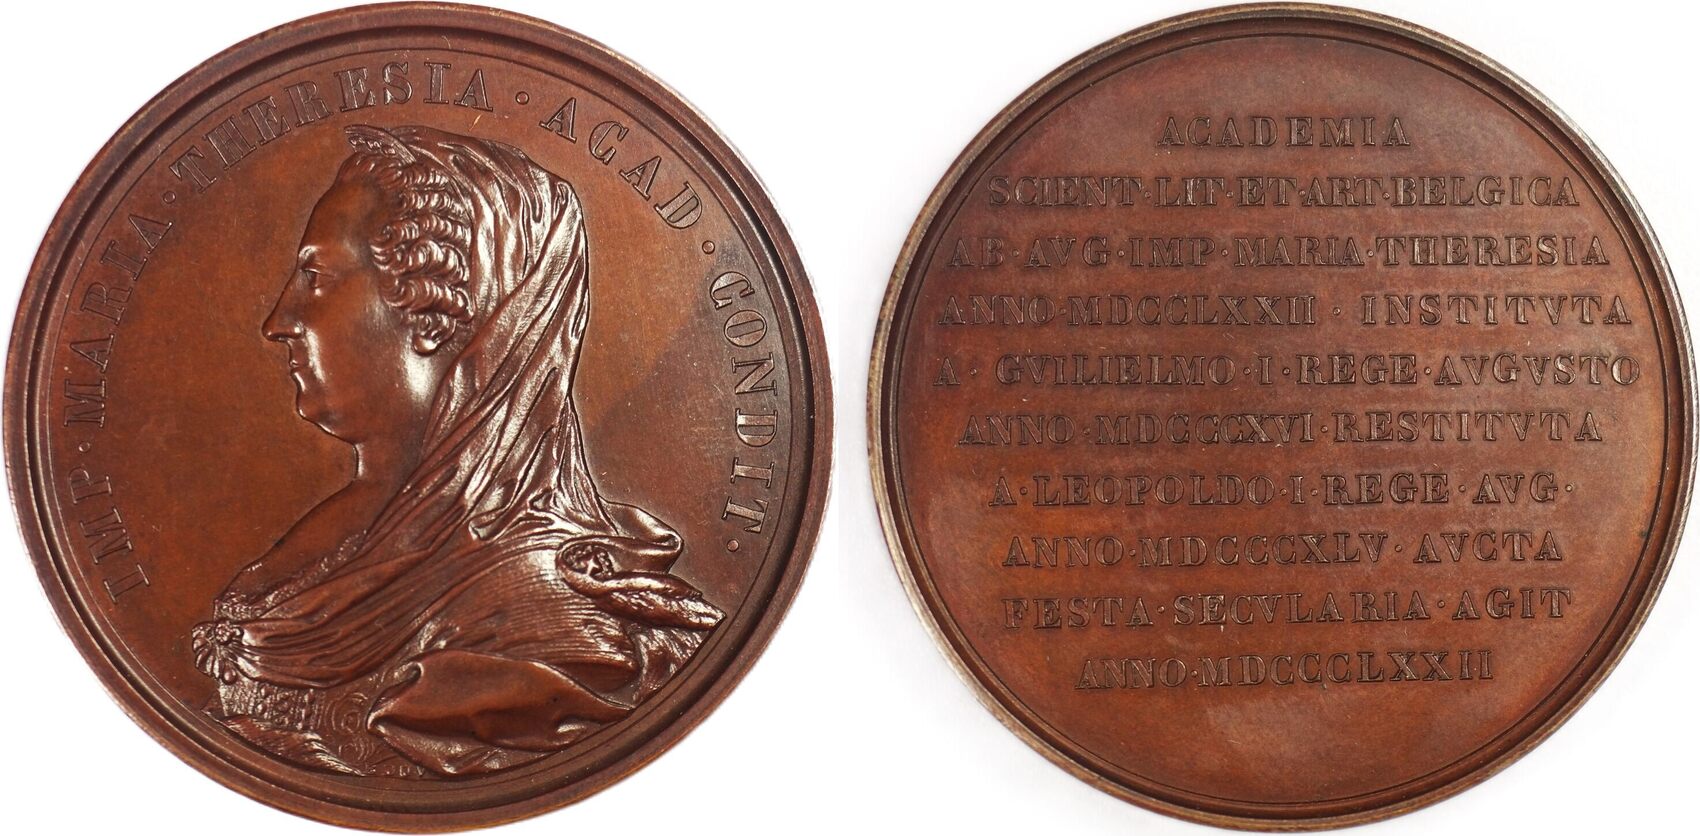 IMP · MARIA · THERESIA · ACAD · CONDIT ·
ACADEMIA
SCIENT · LIT · ET · ART · BELGICA
AB · AVG · IMP · MARIA · THERESIA
ANNO · MDCCLXXII · INSTITVTA
A · GVILIELMO · I · REGE · AVGVSTO
ANNO · MDCCCXVI · RESTITVTA
A · LEOPOLDO · I · REGE · AVG ·
ANNO · MDCCCXLV · AVCTA
FESTA · SECVLARIA · AGIT
ANNO · MDCCCLXXII